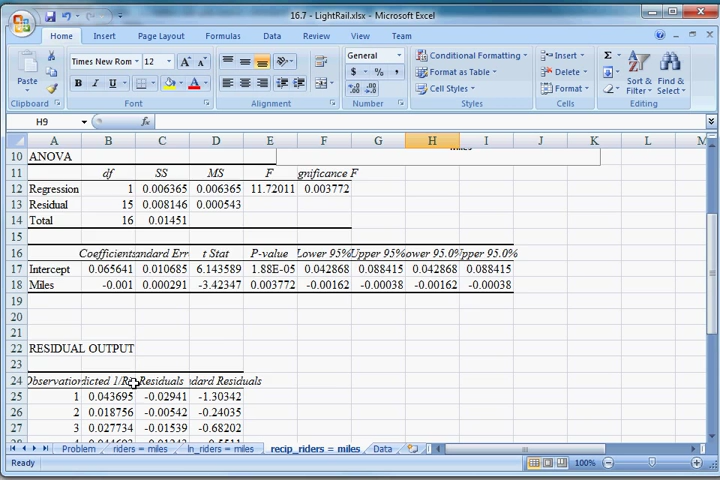 16.7 - LightRail.xlsx - Microsoft Excel
Home Insert Page Layout Formulas Data Review View Team
Paste Times New Rom 12 A A General Conditional Formatting Insert Σ
B I U $ % , Format as Table Delete Sort & Find &
Cell Styles Format Filter Select
Clipboard Font Alignment Number Styles Cells Editing
H9 fx
A B C D E F G H I J K M
10 ANOVA
11 df SS MS F gnificance F
12 Regression 1 0.006365 0.006365 11.72011 0.003772
13 Residual 15 0.008146 0.000543
14 Total 16 0.01451
15
16 Coefficients andard Err t Stat P-value Lower 95% Upper 95% ower 95.0% pper 95.0%
17 Intercept 0.065641 0.010685 6.143589 1.88E-05 0.042868 0.088415 0.042868 0.088415
18 Miles -0.001 0.000291 -3.42347 0.003772 -0.00162 -0.00038 -0.00162 -0.00038
19
20
21
22 RESIDUAL OUTPUT
23
24 Observation dicted 1/Ri Residuals ndard Residuals
25 1 0.043695 -0.02941 -1.30342
26 2 0.018756 -0.00542 -0.24035
27 3 0.027734 -0.01539 -0.68202
Problem riders = miles ln_riders = miles recip_riders = miles Data
Ready 100%